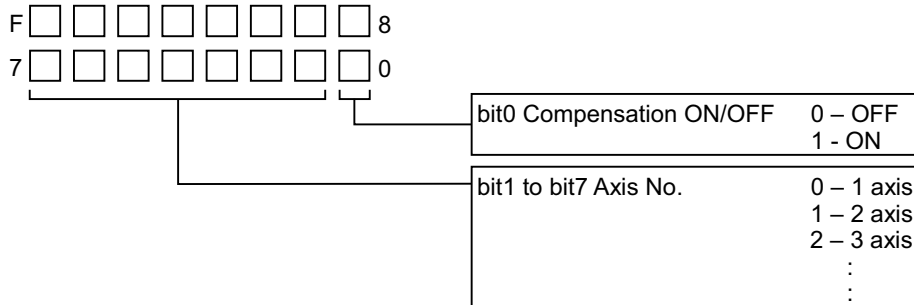 F 8
7 0
bit0 Compensation ON/OFF 0 – OFF
1 - ON
bit1 to bit7 Axis No. 0 – 1 axis
1 – 2 axis
2 – 3 axis
:
: